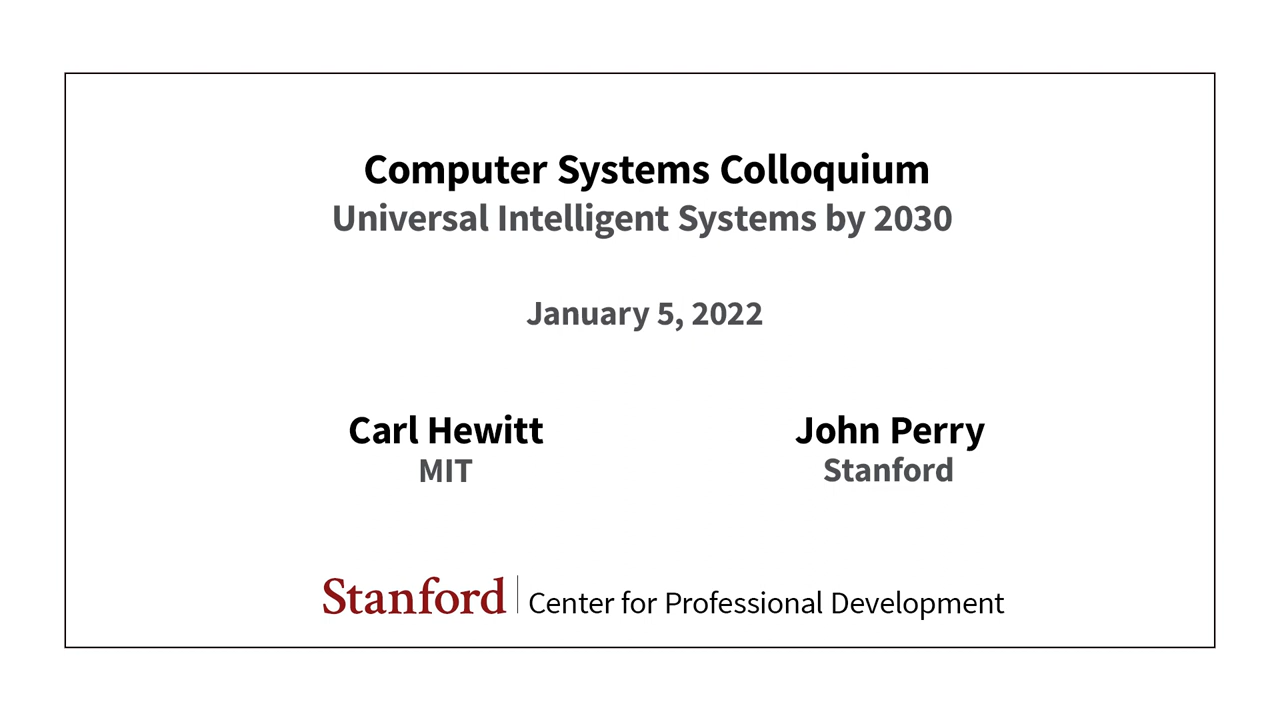 Computer Systems Colloquium
Universal Intelligent Systems by 2030
January 5, 2022
Carl Hewitt
MIT
John Perry
Stanford
Stanford Center for Professional Development